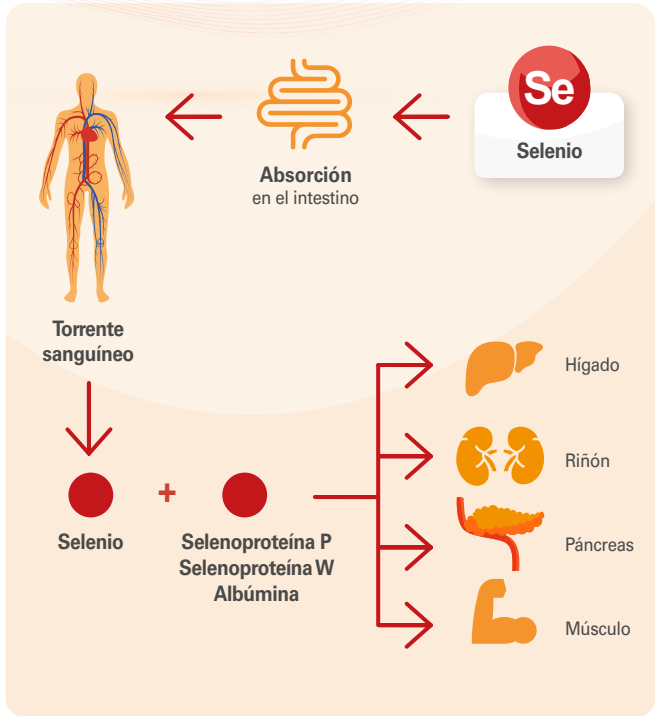 Se
Selenio
Absorción
en el intestino
Torrente
sanguíneo
Selenio
+
Selenoproteína P
Selenoproteína W
Albúmina
Hígado
Riñón
Páncreas
Músculo